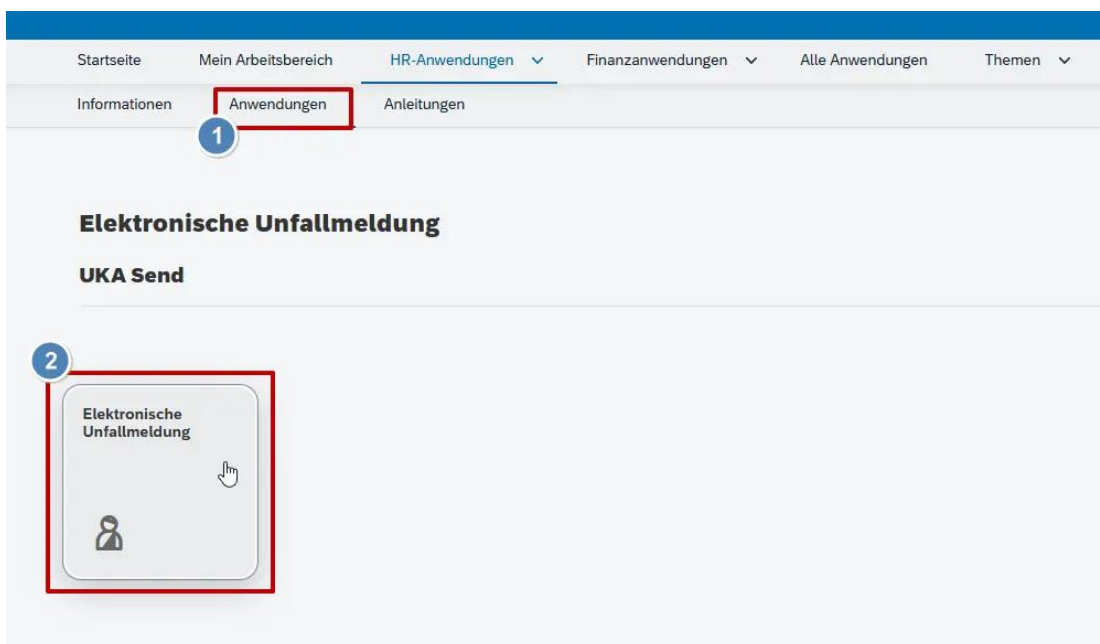 Startseite Mein Arbeitsbereich HR-Anwendungen Finanzanwendungen Alle Anwendungen Themen
Informationen Anwendungen Anleitungen
1
Elektronische Unfallmeldung
UKA Send
2
Elektronische
Unfallmeldung